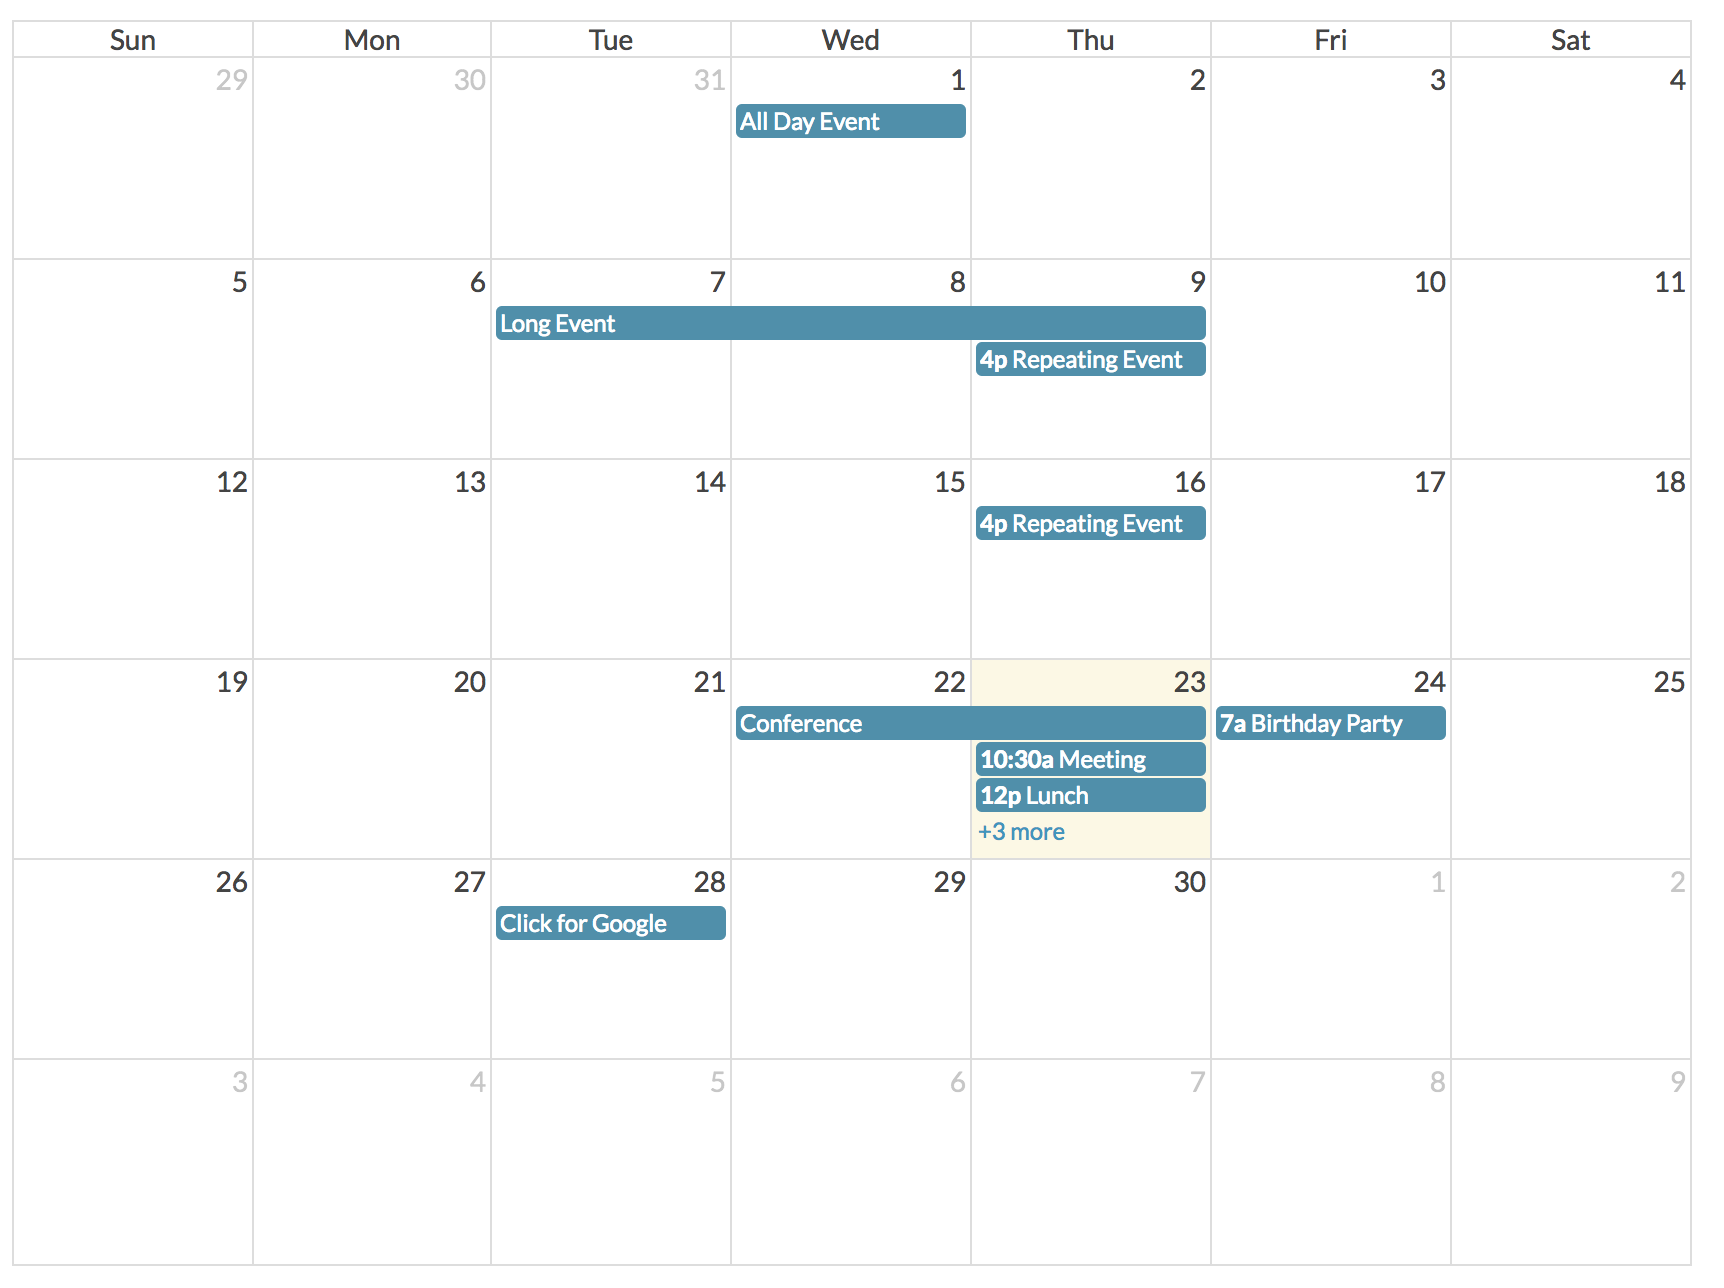 Sun Mon Tue Wed Thu Fri Sat
29 30 31 1 2 3 4
All Day Event
5 6 7 8 9 10 11
Long Event
4p Repeating Event
12 13 14 15 16 17 18
4p Repeating Event
19 20 21 22 23 24 25
Conference 7a Birthday Party
10:30a Meeting
12p Lunch
+3 more
26 27 28 29 30 1 2
Click for Google
3 4 5 6 7 8 9